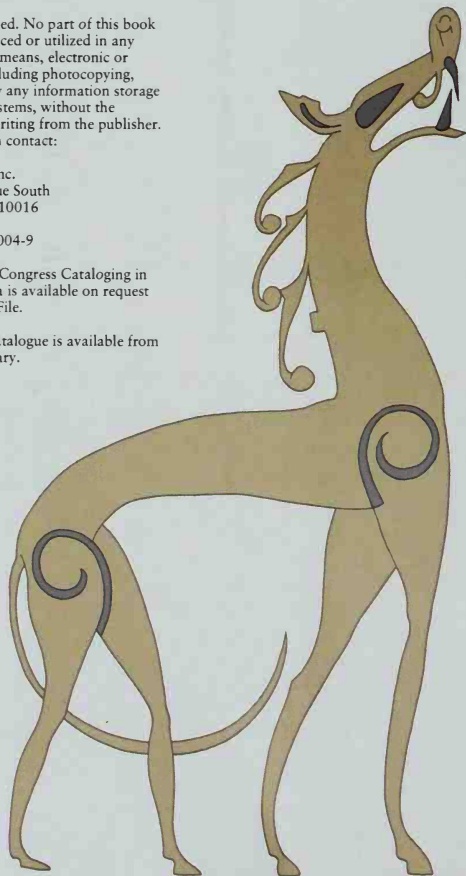 ed. No part of this book
ced or utilized in any
means, electronic or
luding photocopying,
y any information storage
stems, without the
riting from the publisher.
n contact:
nc.
ue South
10016
004-9
Congress Cataloging in
n is available on request
File.
atalogue is available from
ary.